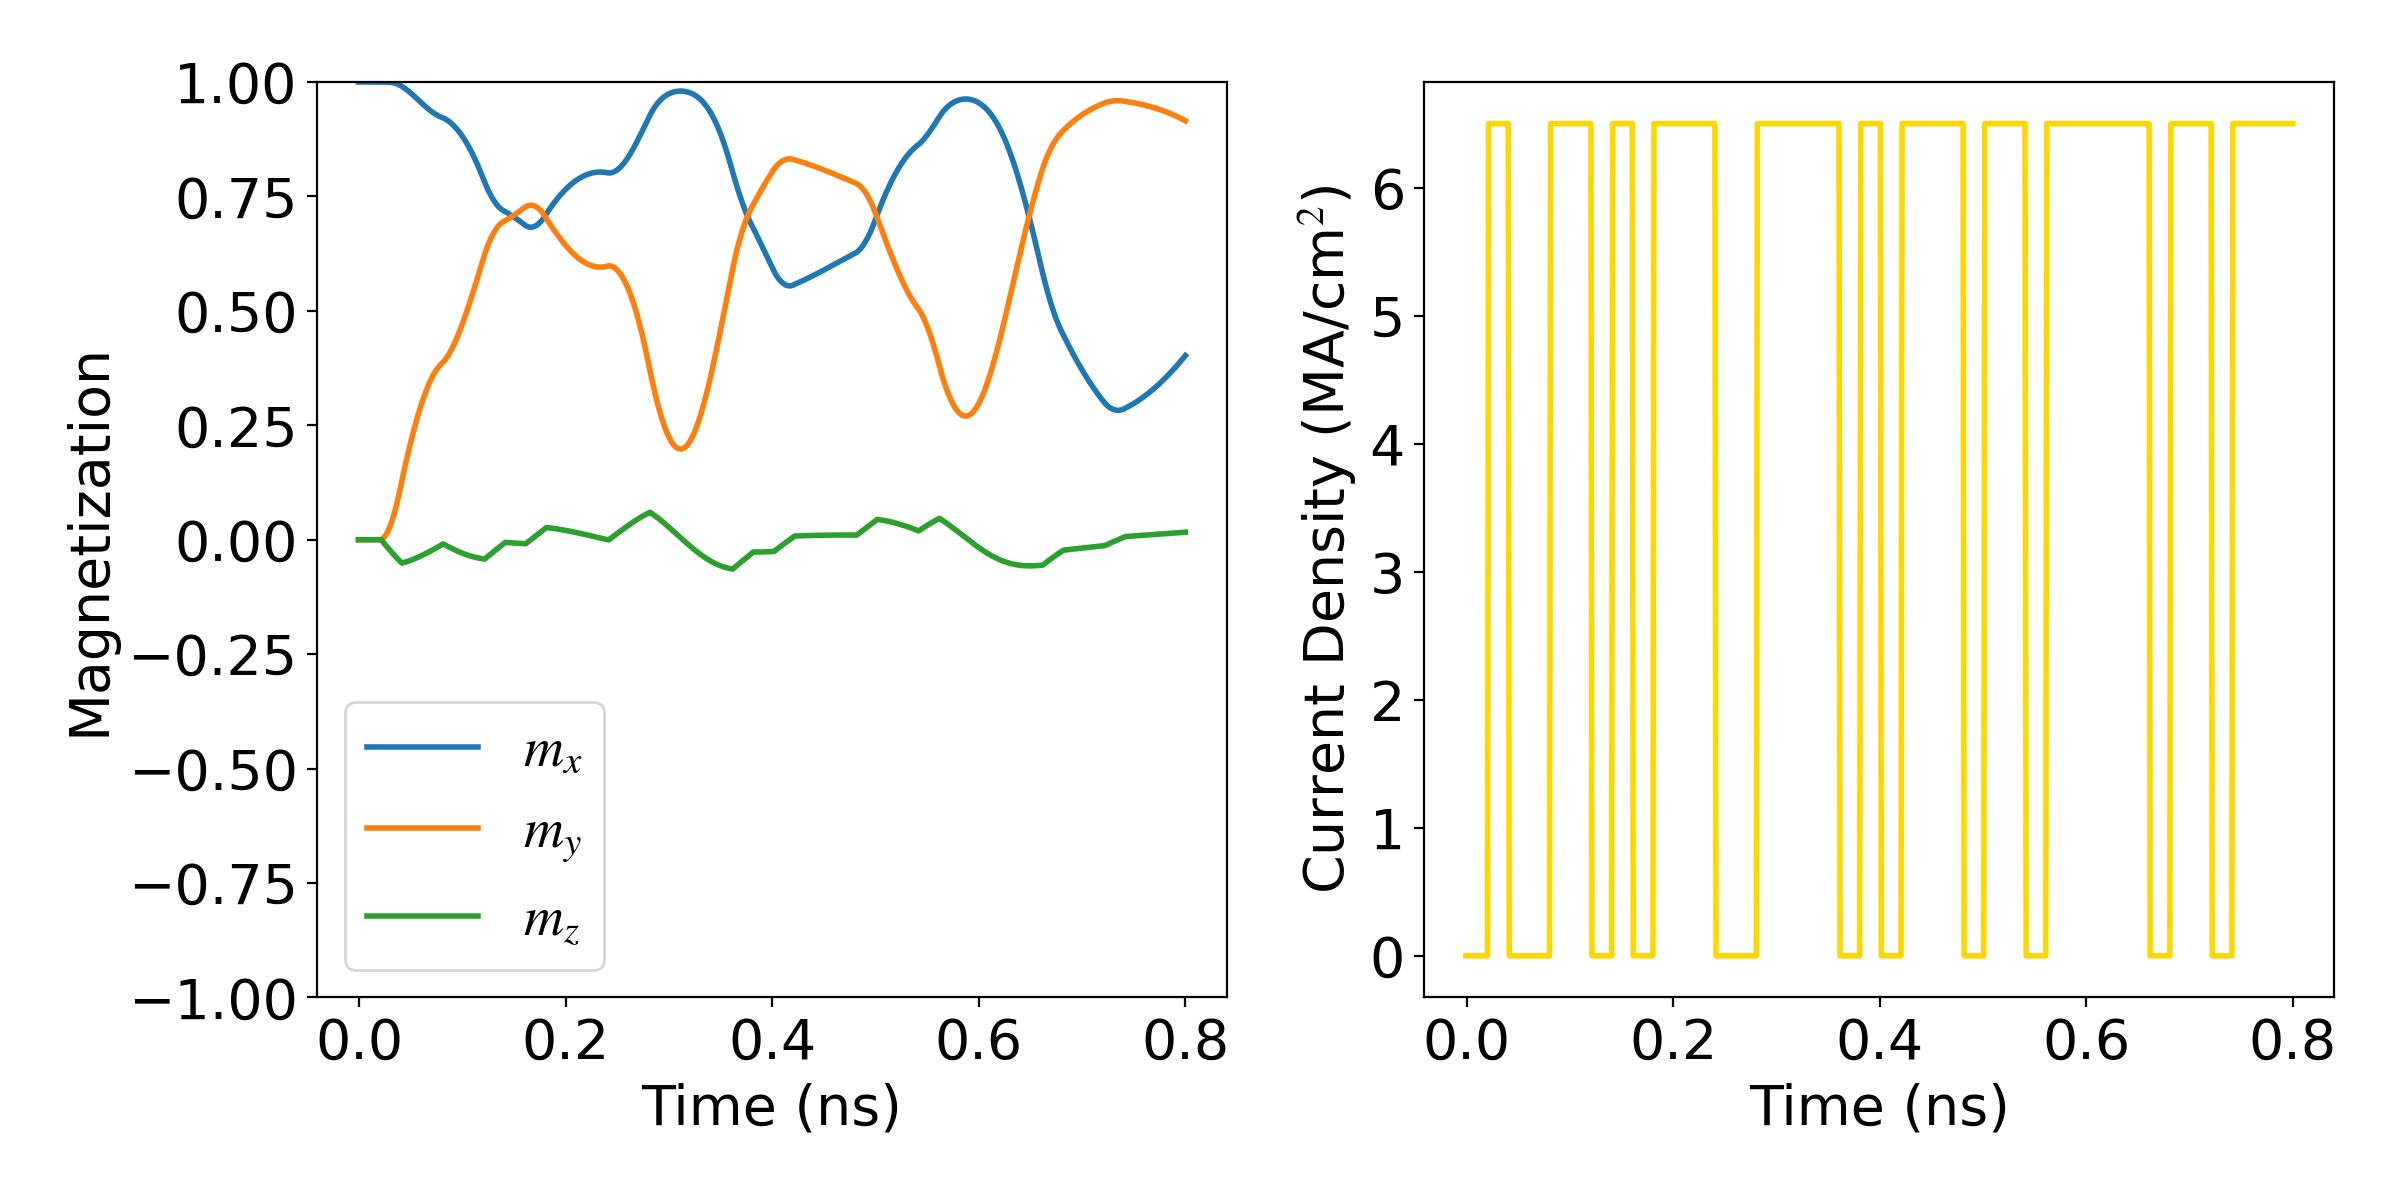 Magnetization
1.00
0.75
0.50
0.25
0.00
−0.25
−0.50
−0.75
−1.00
m_x
m_y
m_z
0.0 0.2 0.4 0.6 0.8
Time (ns)
Current Density (MA/cm²)
6
5
4
3
2
1
0
0.0 0.2 0.4 0.6 0.8
Time (ns)